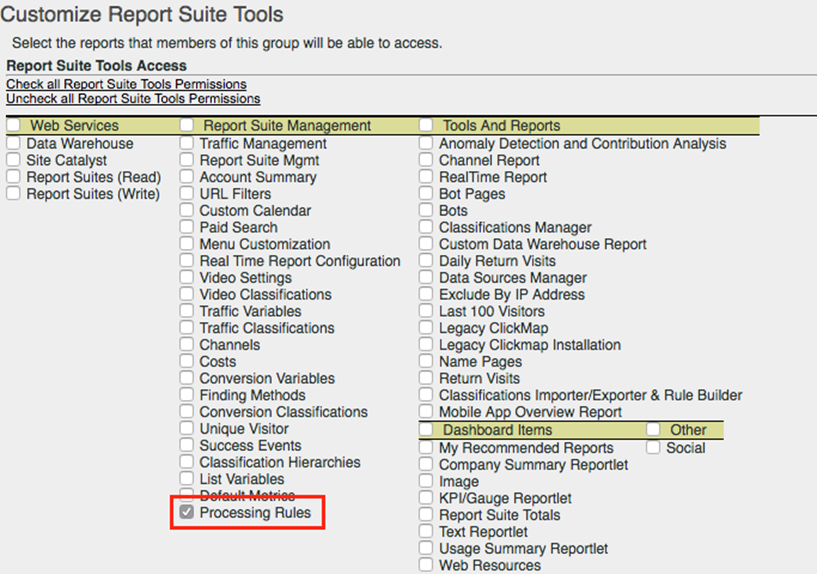 Customize Report Suite Tools
Select the reports that members of this group will be able to access.
Report Suite Tools Access
Check all Report Suite Tools Permissions
Uncheck all Report Suite Tools Permissions
Web Services
Data Warehouse
Site Catalyst
Report Suites (Read)
Report Suites (Write)
Report Suite Management
Traffic Management
Report Suite Mgmt
Account Summary
URL Filters
Custom Calendar
Paid Search
Menu Customization
Real Time Report Configuration
Video Settings
Video Classifications
Traffic Variables
Traffic Classifications
Channels
Costs
Conversion Variables
Finding Methods
Conversion Classifications
Unique Visitor
Success Events
Classification Hierarchies
List Variables
Default Metrics
Processing Rules
Tools And Reports
Anomaly Detection and Contribution Analysis
Channel Report
RealTime Report
Bot Pages
Bots
Classifications Manager
Custom Data Warehouse Report
Daily Return Visits
Data Sources Manager
Exclude By IP Address
Last 100 Visitors
Legacy ClickMap
Legacy Clickmap Installation
Name Pages
Return Visits
Classifications Importer/Exporter & Rule Builder
Mobile App Overview Report
Dashboard Items
My Recommended Reports
Company Summary Reportlet
Image
KPI/Gauge Reportlet
Report Suite Totals
Text Reportlet
Usage Summary Reportlet
Web Resources
Other
Social